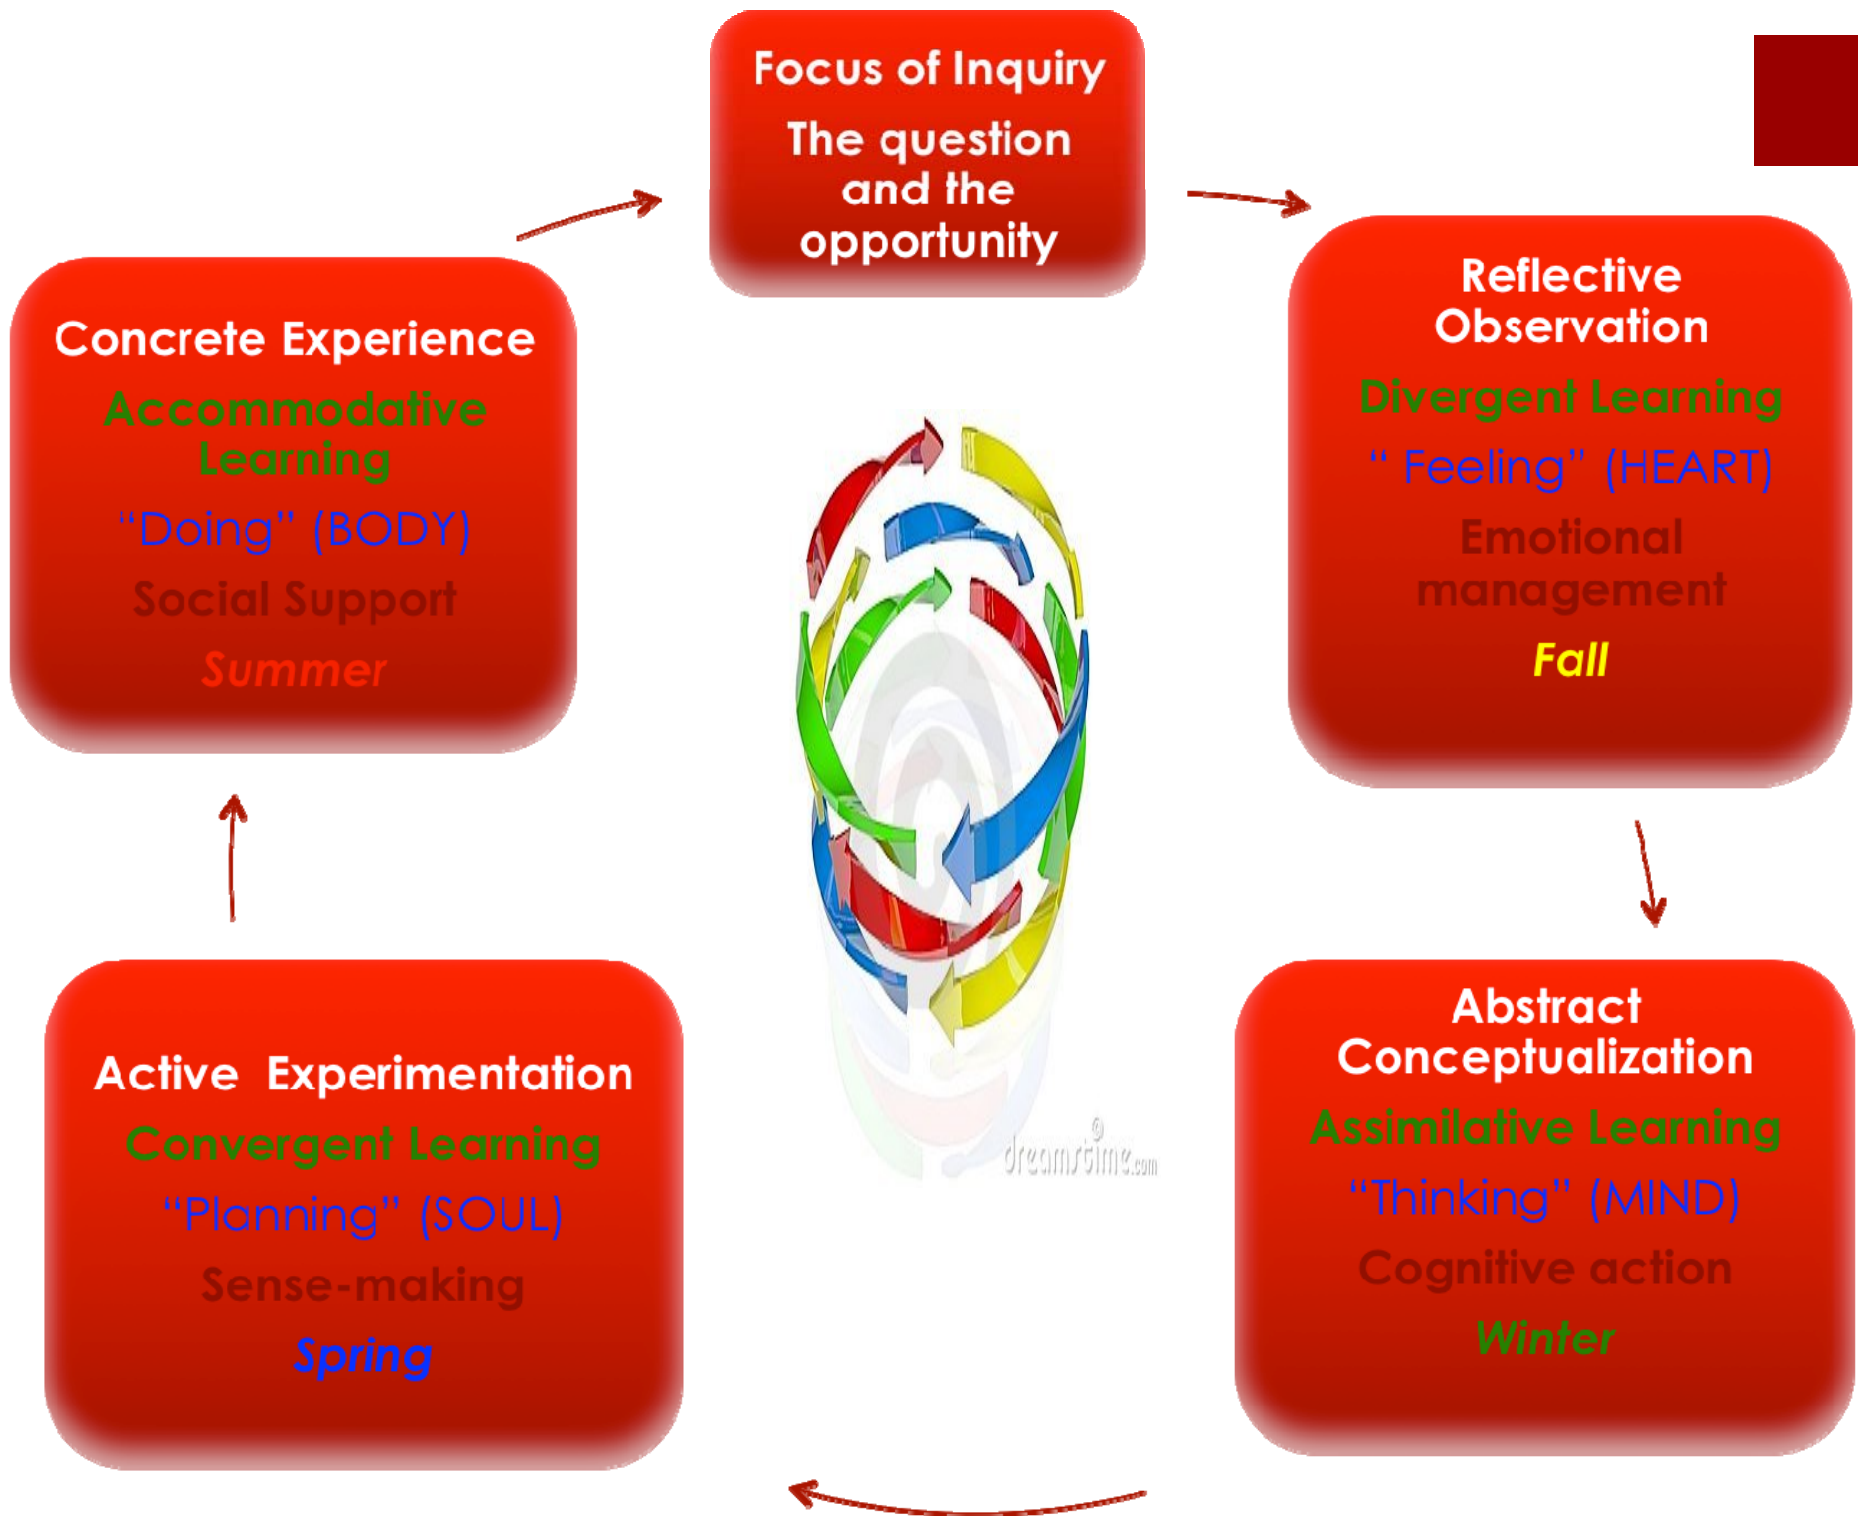 Focus of Inquiry
The question
and the
opportunity
Reflective
Observation
Divergent Learning
“ Feeling” (HEART)
Emotional
management
Fall
Abstract
Conceptualization
Assimilative Learning
“Thinking” (MIND)
Cognitive action
Winter
Active  Experimentation
Convergent Learning
“Planning” (SOUL)
Sense-making
Spring
Concrete Experience
Accommodative
Learning
“Doing” (BODY)
Social Support
Summer
dreamstime.com